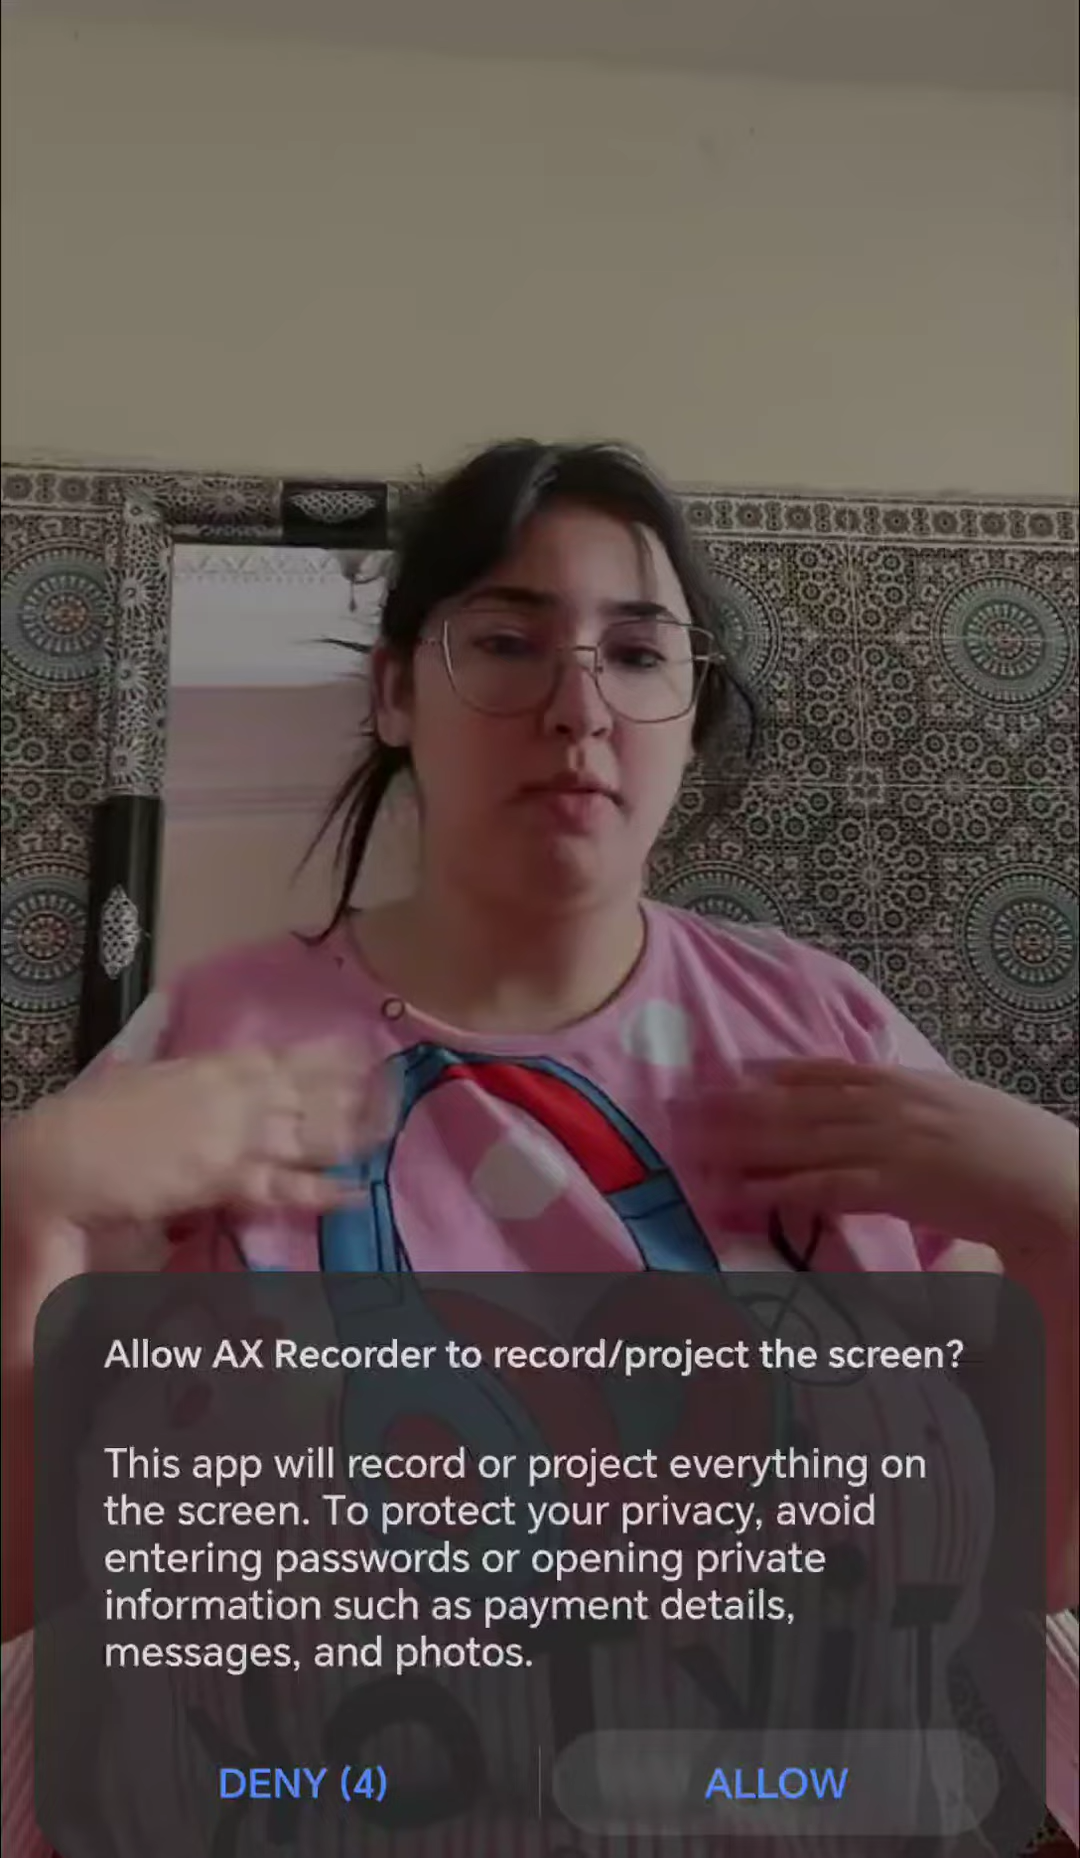 Allow AX Recorder to record/project the screen?
This app will record or project everything on
the screen. To protect your privacy, avoid
entering passwords or opening private
information such as payment details,
messages, and photos.
DENY (4)
ALLOW